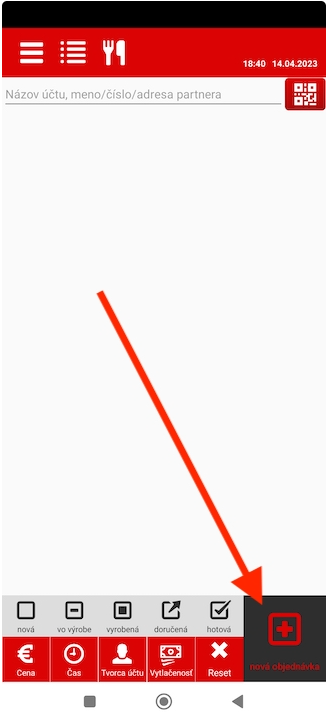 18:40 14.04.2023
Názov účtu, meno/číslo/adresa partnera
nová vo výrobe vyrobená doručená hotová
nová objednávka
Cena Čas Tvorca účtu Vytlačenosť Reset